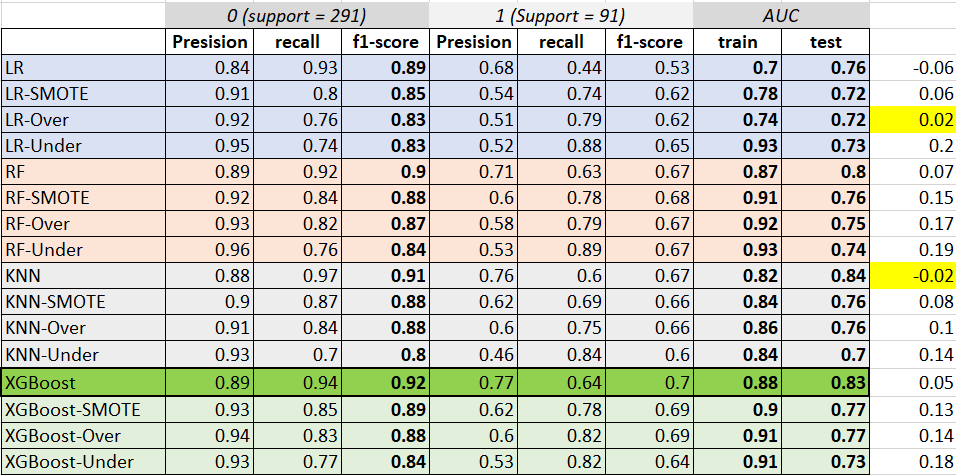 0 (support = 291) 1 (Support = 91) AUC
Presision recall f1-score Presision recall f1-score train test
LR 0.84 0.93 0.89 0.68 0.44 0.53 0.7 0.76 -0.06
LR-SMOTE 0.91 0.8 0.85 0.54 0.74 0.62 0.78 0.72 0.06
LR-Over 0.92 0.76 0.83 0.51 0.79 0.62 0.74 0.72 0.02
LR-Under 0.95 0.74 0.83 0.52 0.88 0.65 0.93 0.73 0.2
RF 0.89 0.92 0.9 0.71 0.63 0.67 0.87 0.8 0.07
RF-SMOTE 0.92 0.84 0.88 0.6 0.78 0.68 0.91 0.76 0.15
RF-Over 0.93 0.82 0.87 0.58 0.79 0.67 0.92 0.75 0.17
RF-Under 0.96 0.76 0.84 0.53 0.89 0.67 0.93 0.74 0.19
KNN 0.88 0.97 0.91 0.76 0.6 0.67 0.82 0.84 -0.02
KNN-SMOTE 0.9 0.87 0.88 0.62 0.69 0.66 0.84 0.76 0.08
KNN-Over 0.91 0.84 0.88 0.6 0.75 0.66 0.86 0.76 0.1
KNN-Under 0.93 0.7 0.8 0.46 0.84 0.6 0.84 0.7 0.14
XGBoost 0.89 0.94 0.92 0.77 0.64 0.7 0.88 0.83 0.05
XGBoost-SMOTE 0.93 0.85 0.89 0.62 0.78 0.69 0.9 0.77 0.13
XGBoost-Over 0.94 0.83 0.88 0.6 0.82 0.69 0.91 0.77 0.14
XGBoost-Under 0.93 0.77 0.84 0.53 0.82 0.64 0.91 0.73 0.18